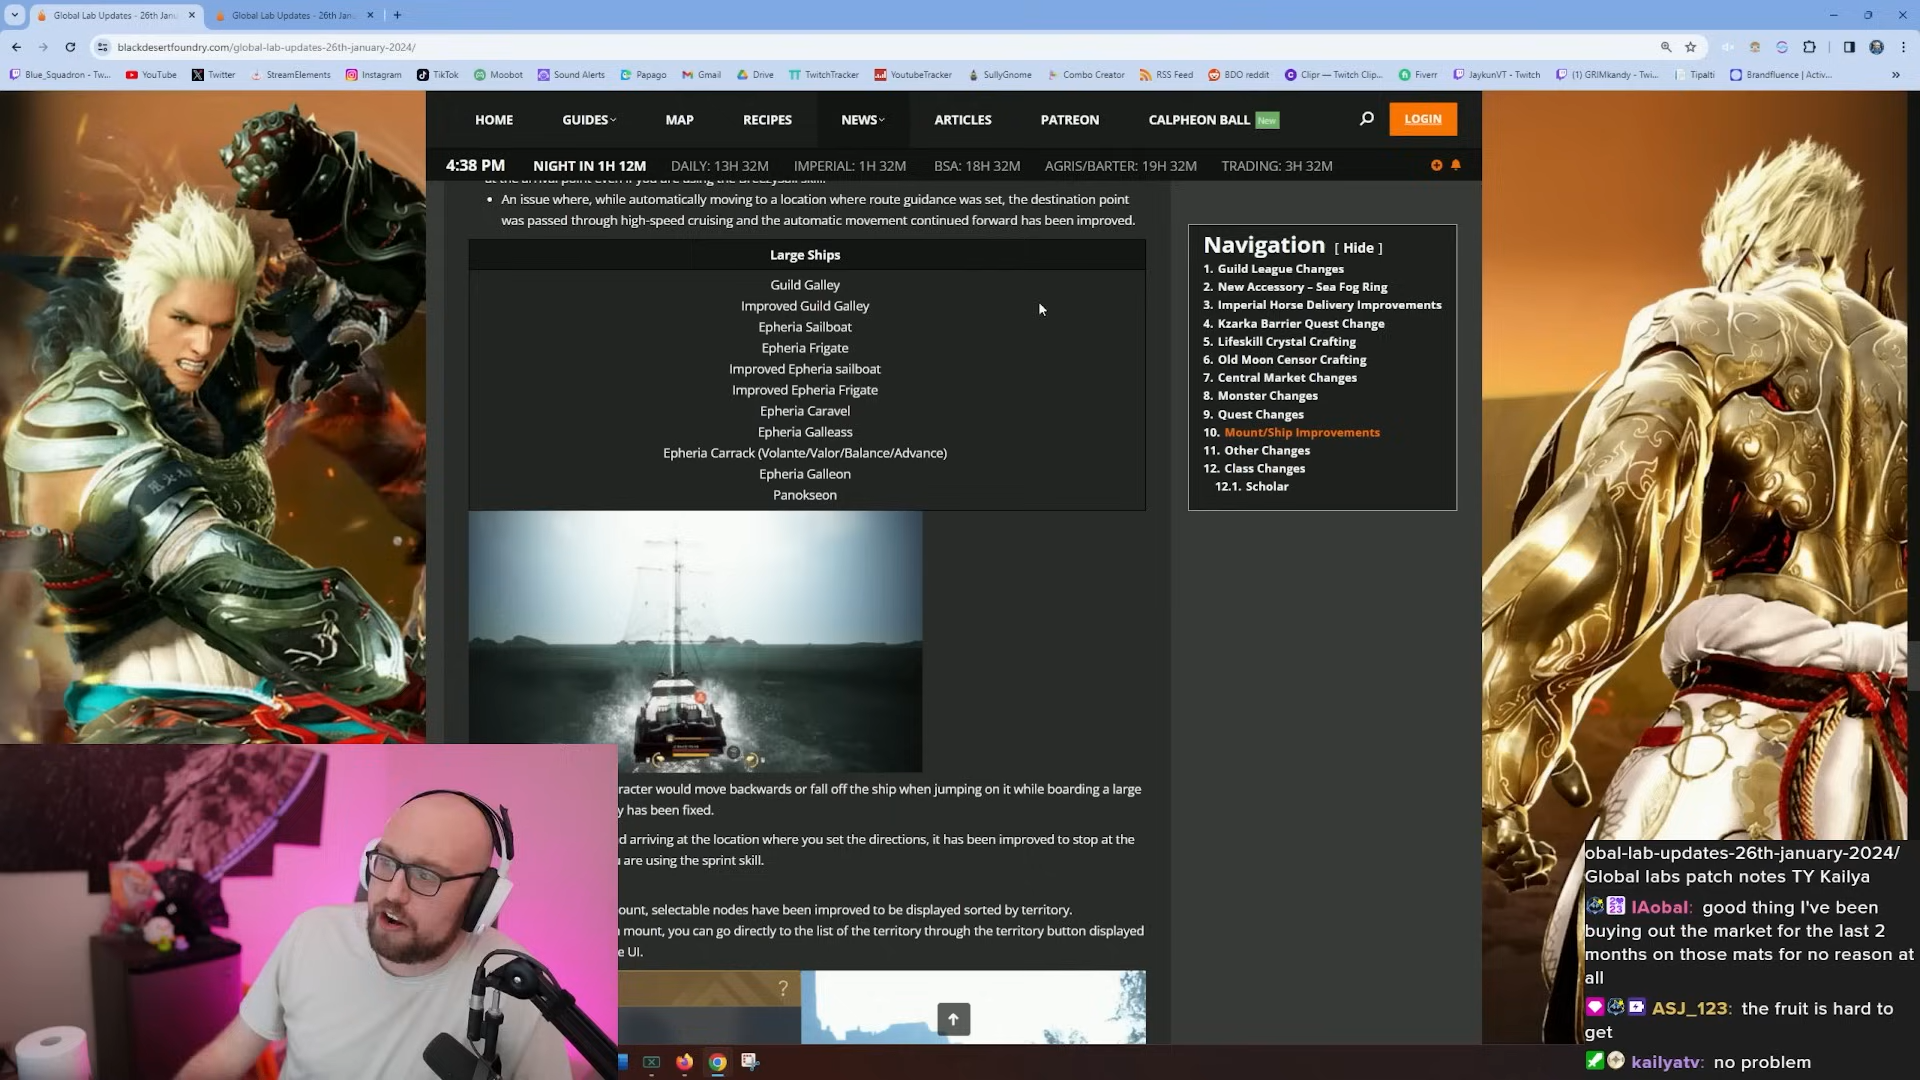 Global Lab Updates - 26th Janu
Global Lab Updates - 26th Janu
blackdesertfoundry.com/global-lab-updates-26th-january-2024/
Blue_Squadron - Tw...
YouTube
Twitter
StreamElements
Instagram
TikTok
Moobot
Sound Alerts
Papago
Gmail
Drive
TwitchTracker
YoutubeTracker
SullyGnome
Combo Creator
RSS Feed
BDO reddit
Clipr — Twitch Clip...
Fiverr
JaykunVT - Twitch
(1) GRIMkandy - Twi...
Tipalti
Brandfluence | Activ...
HOME
GUIDES
MAP
RECIPES
NEWS
ARTICLES
PATREON
CALPHEON BALL New
LOGIN
4:38 PM
NIGHT IN 1H 12M
DAILY: 13H 32M
IMPERIAL: 1H 32M
BSA: 18H 32M
AGRIS/BARTER: 19H 32M
TRADING: 3H 32M
at the arrival point even if you are using the Breezysail skill.
An issue where, while automatically moving to a location where route guidance was set, the destination point
was passed through high-speed cruising and the automatic movement continued forward has been improved.
Large Ships
Guild Galley
Improved Guild Galley
Epheria Sailboat
Epheria Frigate
Improved Epheria sailboat
Improved Epheria Frigate
Epheria Caravel
Epheria Galleass
Epheria Carrack (Volante/Valor/Balance/Advance)
Epheria Galleon
Panokseon
Navigation [ Hide ]
1. Guild League Changes
2. New Accessory – Sea Fog Ring
3. Imperial Horse Delivery Improvements
4. Kzarka Barrier Quest Change
5. Lifeskill Crystal Crafting
6. Old Moon Censor Crafting
7. Central Market Changes
8. Monster Changes
9. Quest Changes
10. Mount/Ship Improvements
11. Other Changes
12. Class Changes
12.1. Scholar
racter would move backwards or fall off the ship when jumping on it while boarding a large
y has been fixed.
d arriving at the location where you set the directions, it has been improved to stop at the
u are using the sprint skill.
ount, selectable nodes have been improved to be displayed sorted by territory.
n mount, you can go directly to the list of the territory through the territory button displayed
e UI.
?
obal-lab-updates-26th-january-2024/
Global labs patch notes TY Kailya
IAobal: good thing I've been
buying out the market for the last 2
months on those mats for no reason at
all
ASJ_123: the fruit is hard to
get
kailyatv: no problem